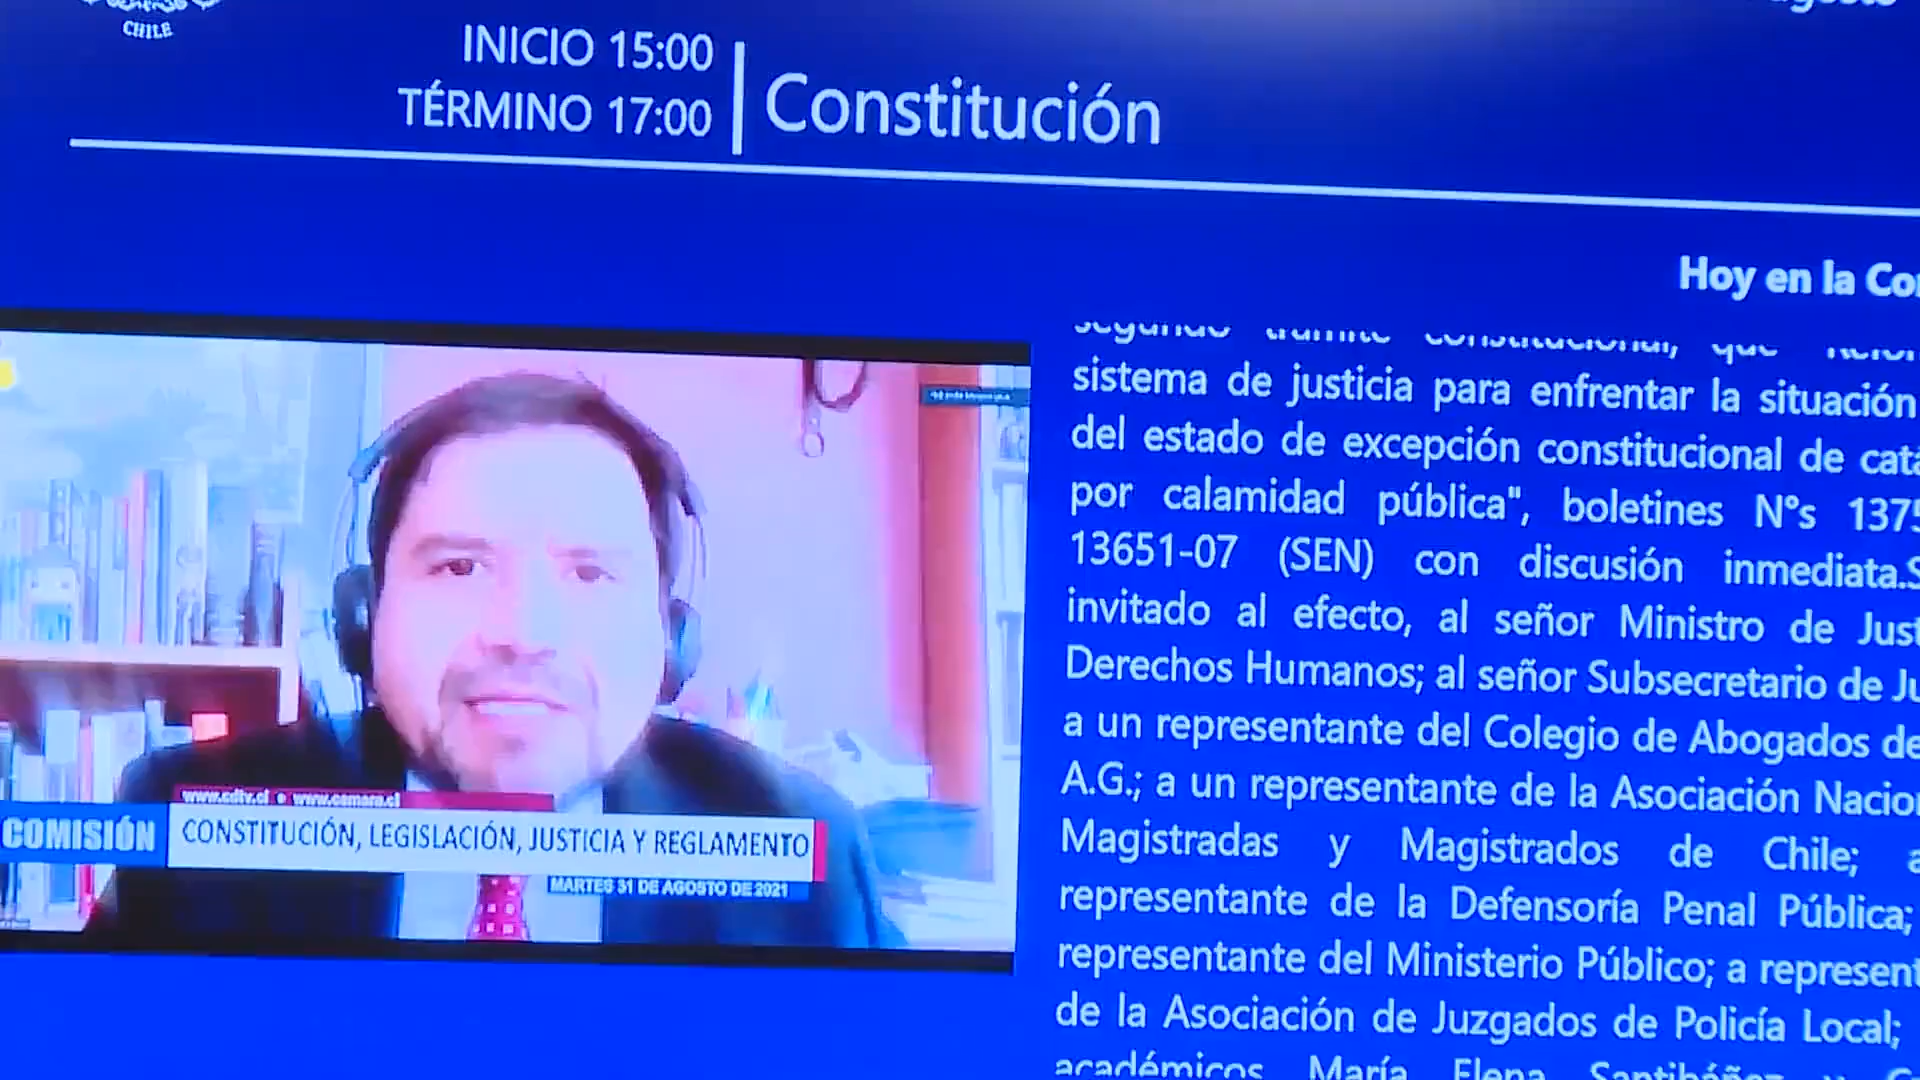 CHILE
INICIO 15:00
TÉRMINO 17:00
Constitución
Hoy en la
sistema de justicia para enfrentar la situación
del estado de excepción constitucional de
por calamidad pública", boletines N°s
13651-07 (SEN) con discusión inmediata.
invitado al efecto, al señor Ministro de
Derechos Humanos; al señor Subsecretario de
a un representante del Colegio de Abogados
A.G.; a un representante de la Asociación
Magistradas y Magistrados de Chile;
representante de la Defensoría Penal Pública;
representante del Ministerio Público; a
de la Asociación de Juzgados de Policía Local;
académicos María Elena
www.cdtv.cl • www.camara.cl
COMISIÓN
CONSTITUCIÓN, LEGISLACIÓN, JUSTICIA Y REGLAMENTO
MARTES 31 DE AGOSTO DE 2021